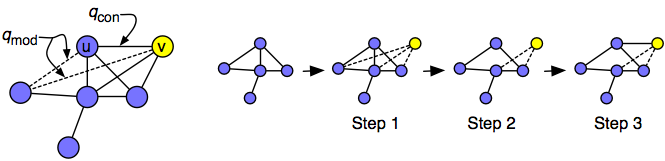 q_con
q_mod
u
v
Step 1
Step 2
Step 3